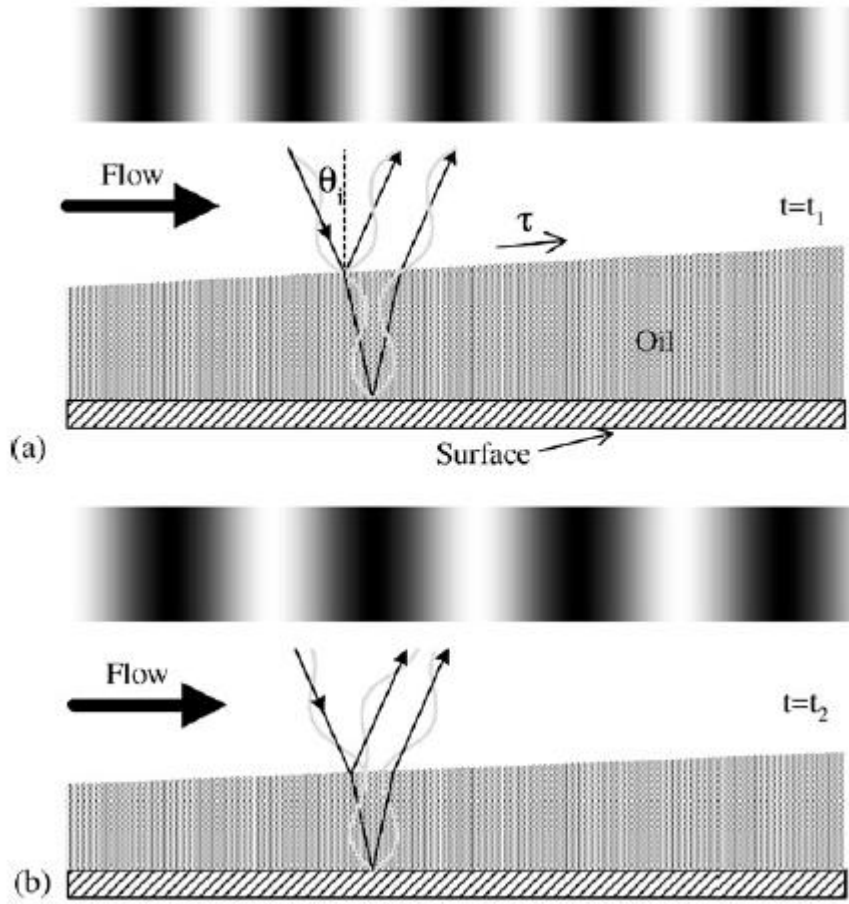 Flow
θi
τ
t=t1
Oil
(a)
Surface
Flow
t=t2
(b)